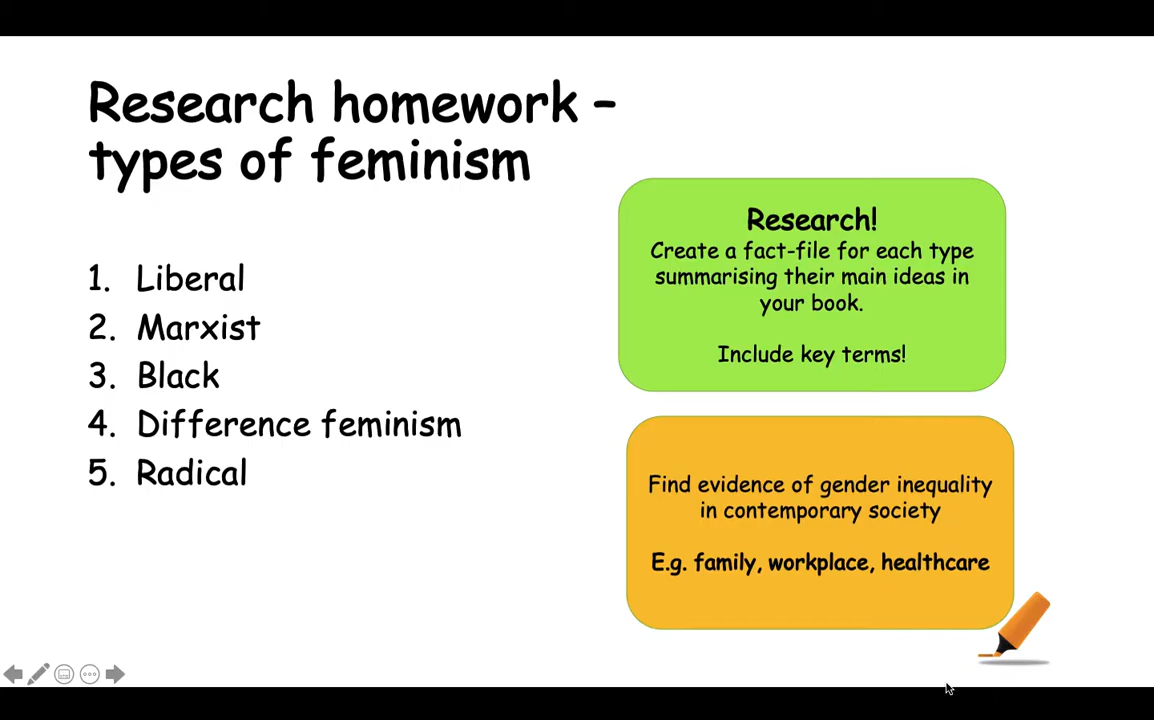 Research homework –
types of feminism
1. Liberal
2. Marxist
3. Black
4. Difference feminism
5. Radical
Research!
Create a fact-file for each type
summarising their main ideas in
your book.
Include key terms!
Find evidence of gender inequality
in contemporary society
E.g. family, workplace, healthcare